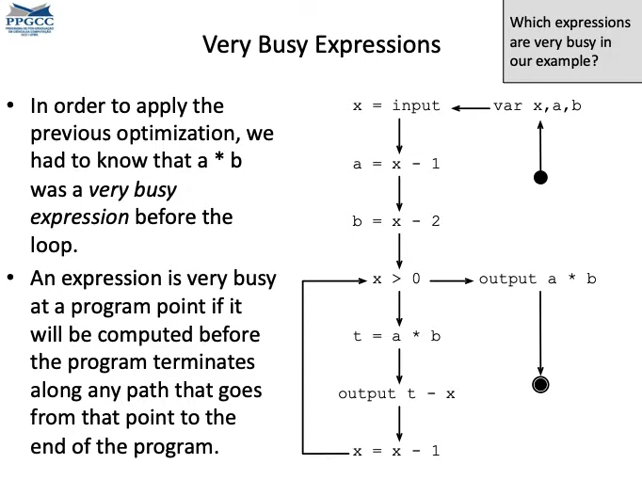 PPGCC
Very Busy Expressions
Which expressions
are very busy in
our example?
• In order to apply the
previous optimization, we
had to know that a * b
was a very busy
expression before the
loop.
• An expression is very busy
at a program point if it
will be computed before
the program terminates
along any path that goes
from that point to the
end of the program.
x = input
var x,a,b
a = x - 1
b = x - 2
x > 0
output a * b
t = a * b
output t - x
x = x - 1